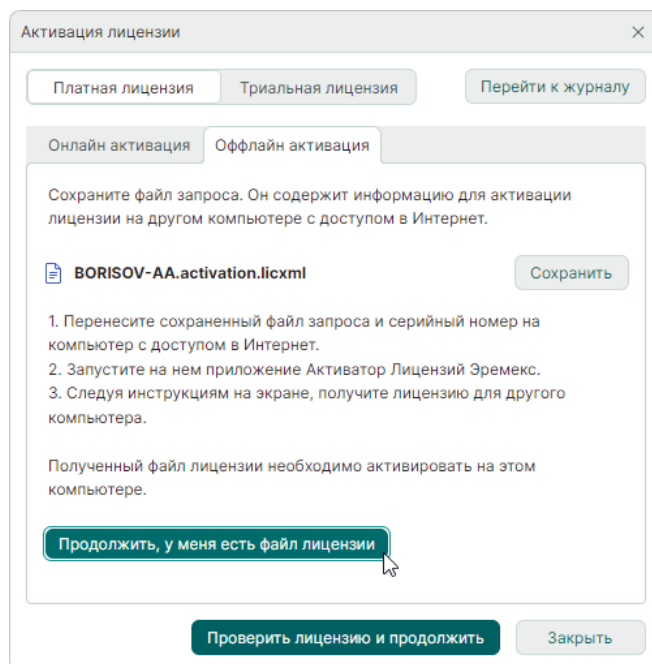 Активация лицензии
Платная лицензия
Триальная лицензия
Перейти к журналу
Онлайн активация
Оффлайн активация
Сохраните файл запроса. Он содержит информацию для активации
лицензии на другом компьютере с доступом в Интернет.
BORISOV-AA.activation.licxml
Сохранить
1. Перенесите сохраненный файл запроса и серийный номер на
компьютер с доступом в Интернет.
2. Запустите на нем приложение Активатор Лицензий Эремекс.
3. Следуя инструкциям на экране, получите лицензию для другого
компьютера.
Полученный файл лицензии необходимо активировать на этом
компьютере.
Продолжить, у меня есть файл лицензии
Проверить лицензию и продолжить
Закрыть